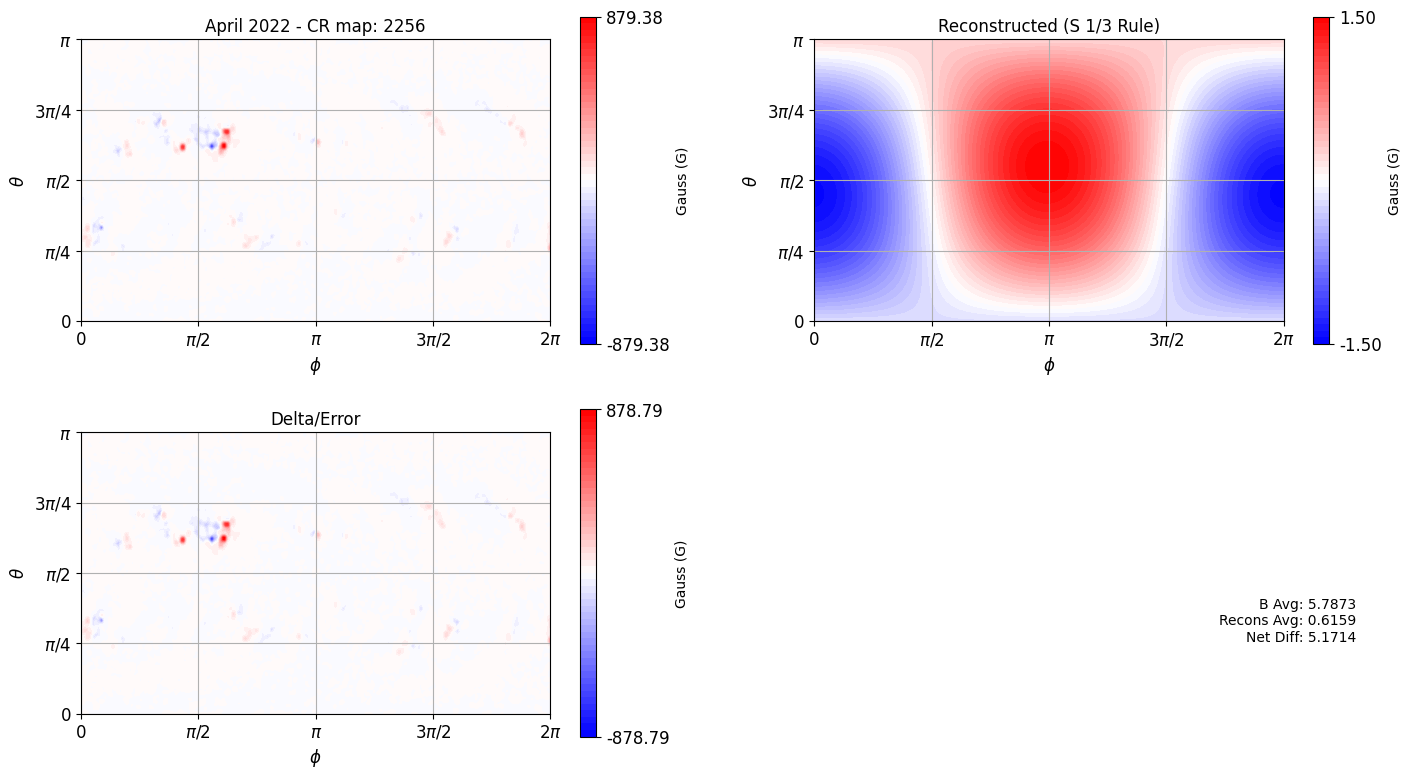 April 2022 - CR map: 2256
π
3π/4
π/2
π/4
0
θ
0
π/2
π
3π/2
2π
ϕ
879.38
-879.38
Gauss (G)
Reconstructed (S 1/3 Rule)
π
3π/4
π/2
π/4
0
θ
0
π/2
π
3π/2
2π
ϕ
1.50
-1.50
Gauss (G)
Delta/Error
π
3π/4
π/2
π/4
0
θ
0
π/2
π
3π/2
2π
ϕ
878.79
-878.79
Gauss (G)
B Avg: 5.7873
Recons Avg: 0.6159
Net Diff: 5.1714